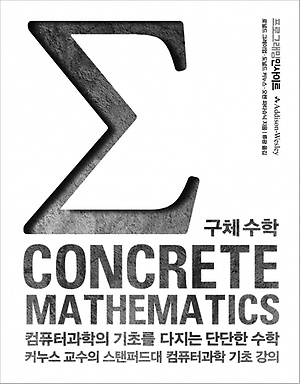 프로그래밍인사이트
Addison-Wesley
로널드 그레이엄, 도널드 커누스, 오렌 파타슈닉 지음 | 류광 옮김
구체 수학
CONCRETE
MATHEMATICS
컴퓨터과학의 기초를 다지는 단단한 수학
커누스 교수의 스탠퍼드대 컴퓨터과학 기초 강의